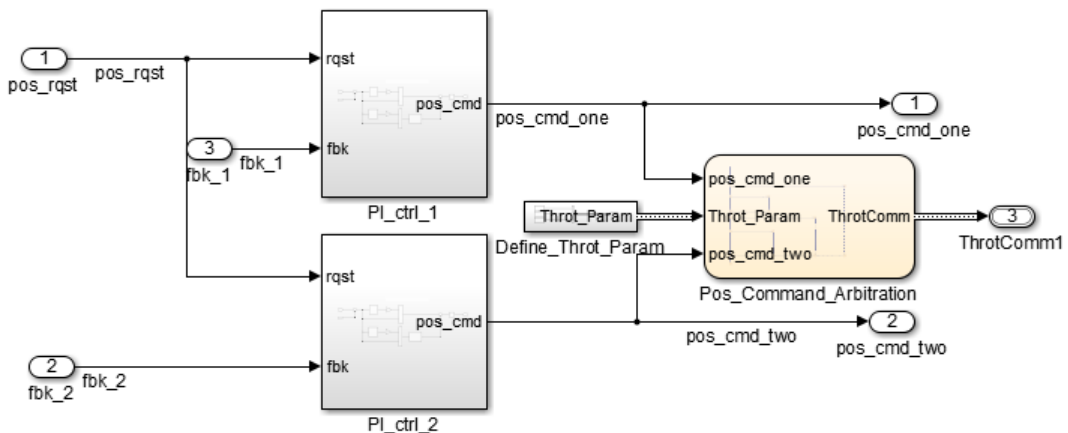 1
pos_rqst
pos_rqst
3
fbk_1
fbk_1
rqst
fbk
pos_cmd
PI_ctrl_1
pos_cmd_one
1
pos_cmd_one
Throt_Param
Define_Throt_Param
pos_cmd_one
Throt_Param
pos_cmd_two
ThrotComm
Pos_Command_Arbitration
3
ThrotComm1
2
fbk_2
fbk_2
rqst
fbk
pos_cmd
PI_ctrl_2
pos_cmd_two
2
pos_cmd_two